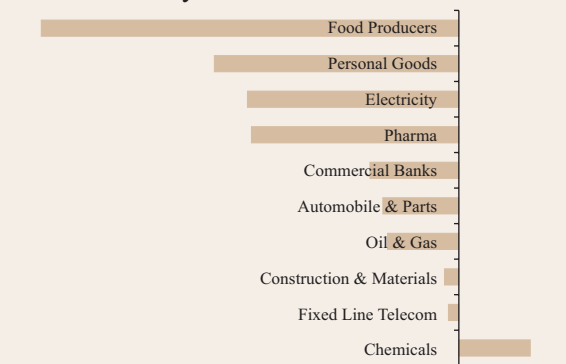 Food Producers
Personal Goods
Electricity
Pharma
Commercial Banks
Automobile & Parts
Oil & Gas
Construction & Materials
Fixed Line Telecom
Chemicals